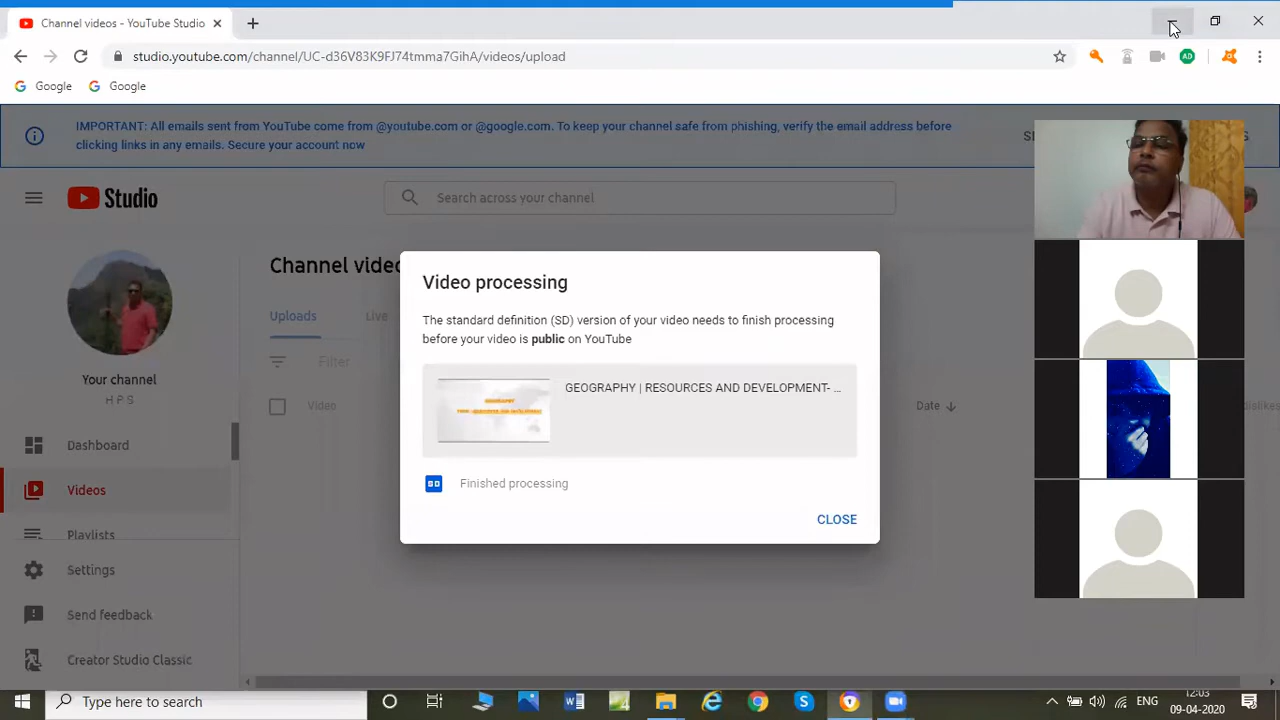 Channel videos - YouTube Studio
studio.youtube.com/channel/UC-d36V83K9FJ74tmma7GihA/videos/upload
Google
Google
IMPORTANT: All emails sent from YouTube come from @youtube.com or @google.com. To keep your channel safe from phishing, verify the email address before
clicking links in any emails. Secure your account now
Studio
Search across your channel
Your channel
H P S
Dashboard
Videos
Playlists
Settings
Send feedback
Creator Studio Classic
Uploads
Live
Filter
Video
Date
Video processing
The standard definition (SD) version of your video needs to finish processing
before your video is public on YouTube
GEOGRAPHY
GEOGRAPHY | RESOURCES AND DEVELOPMENT- ...
Finished processing
CLOSE
AD
Type here to search
ENG
12:03
09-04-2020